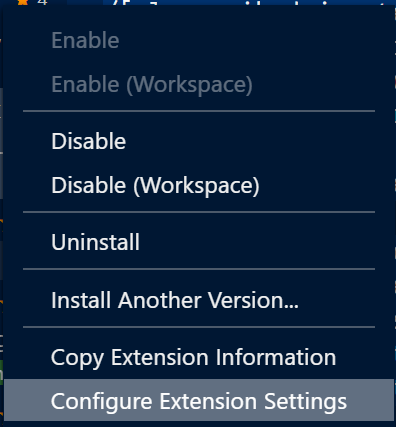 Enable
Enable (Workspace)
Disable
Disable (Workspace)
Uninstall
Install Another Version...
Copy Extension Information
Configure Extension Settings